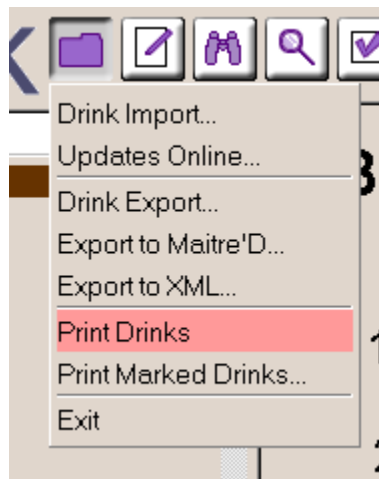 Drink Import...
Updates Online...
Drink Export...
Export to Maitre'D...
Export to XML...
Print Drinks
Print Marked Drinks...
Exit